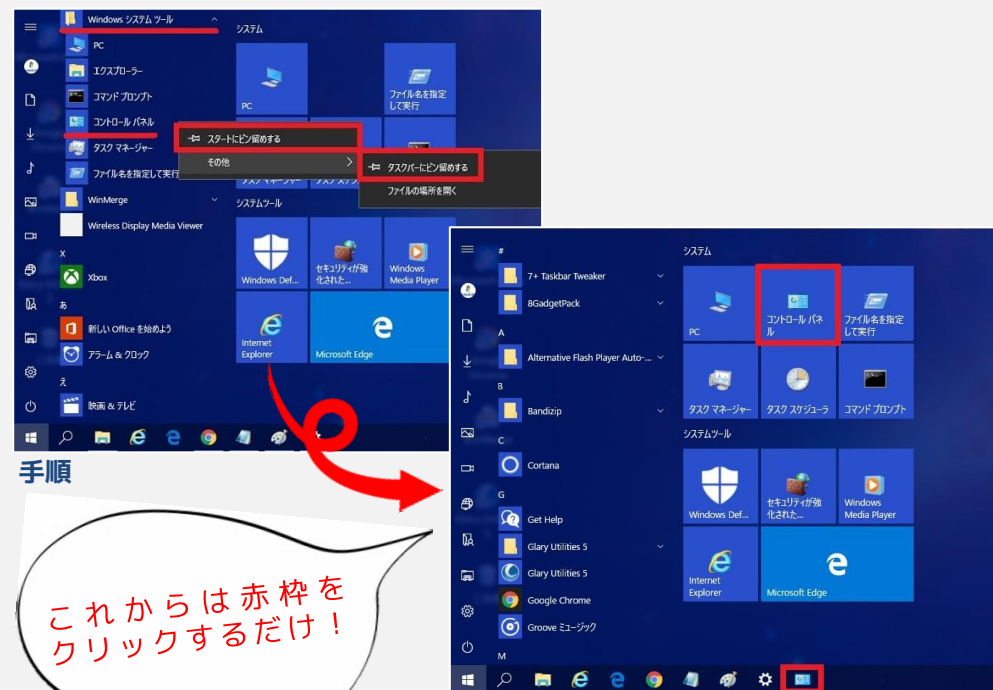 Windows システム ツール
PC
エクスプローラー
コマンド プロンプト
コントロール パネル
タスク マネージャー
ファイル名を指定して実行
WinMerge
Wireless Display Media Viewer
X
Xbox
あ
新しい Office を始めよう
アラーム & クロック
え
映画 & テレビ
システム
PC
ファイル名を指定
して実行
スタートにピン留めする
その他
タスクバーにピン留めする
ファイルの場所を開く
システムツール
Windows Def...
セキュリティが強
化された...
Windows
Media Player
Internet
Explorer
Microsoft Edge
手順
これからは赤枠を
クリックするだけ！
#
7+ Taskbar Tweaker
8GadgetPack
A
Alternative Flash Player Auto-...
B
Bandizip
C
Cortana
G
Get Help
Glary Utilities 5
Glary Utilities 5
Google Chrome
Groove ミュージック
M
システム
PC
コントロール パネ
ル
ファイル名を指定
して実行
タスク マネージャー
タスク スケジューラ
コマンド プロンプト
システムツール
Windows Def...
セキュリティが強
化された...
Windows
Media Player
Internet
Explorer
Microsoft Edge